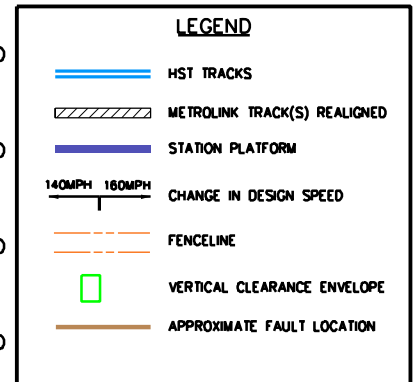 LEGEND
HST TRACKS
METROLINK TRACK(S) REALIGNED
STATION PLATFORM
140MPH 160MPH
CHANGE IN DESIGN SPEED
FENCELINE
VERTICAL CLEARANCE ENVELOPE
APPROXIMATE FAULT LOCATION